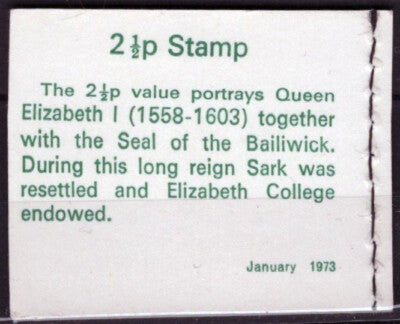 2½p Stamp
The 2½p value portrays Queen
Elizabeth I (1558-1603) together
with the Seal of the Bailiwick.
During this long reign Sark was
resettled and Elizabeth College
endowed.
January 1973